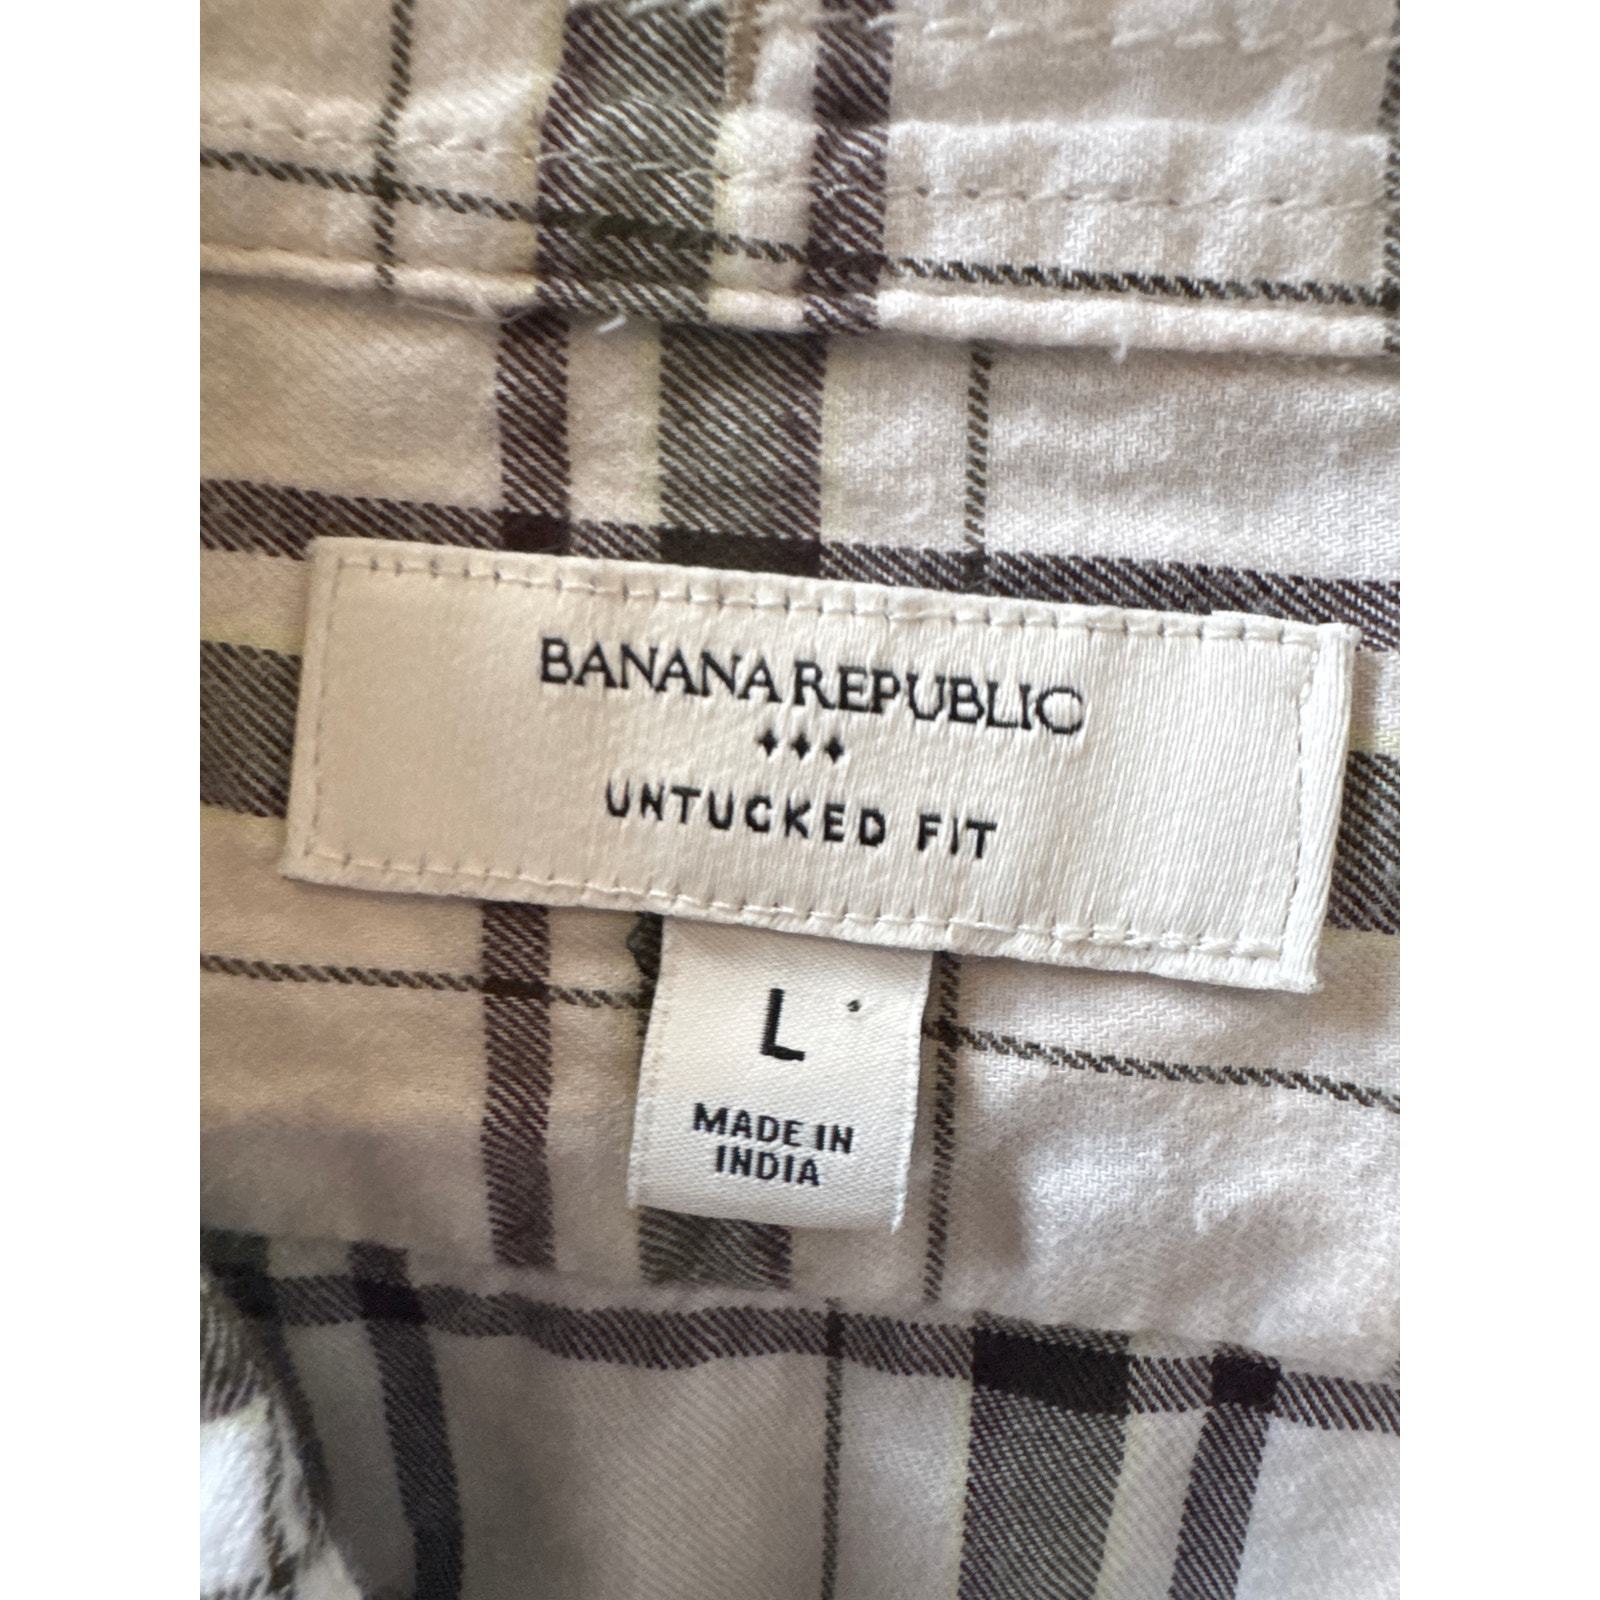 BANANA REPUBLIC
UNTUCKED FIT
L
MADE IN
INDIA